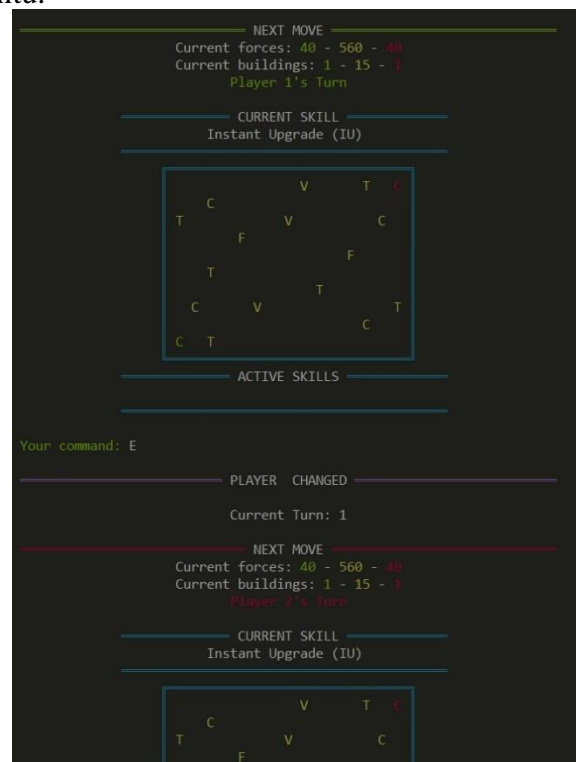 NEXT MOVE
Current forces: 40 - 560 - 40
Current buildings: 1 - 15 - 1
Player 1's Turn
CURRENT SKILL
Instant Upgrade (IU)
V T C
C
T V C
F
F
T
T
C V T
C
C T
ACTIVE SKILLS
Your command: E
PLAYER CHANGED
Current Turn: 1
NEXT MOVE
Current forces: 40 - 560 - 40
Current buildings: 1 - 15 - 1
Player 2's Turn
CURRENT SKILL
Instant Upgrade (IU)
V T C
C
T V C
F